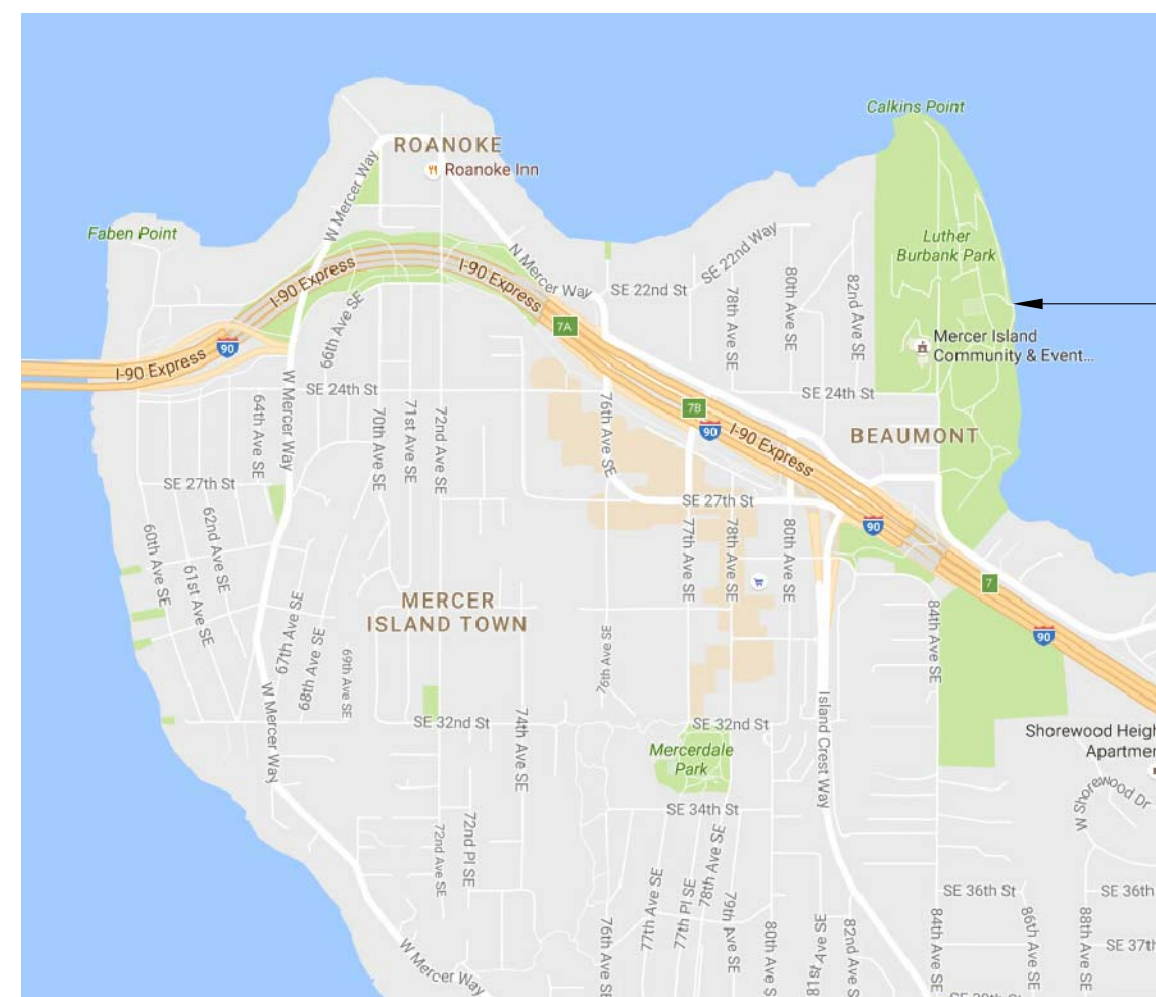 Calkins Point
ROANOKE
Roanoke Inn
W Mercer Way
Faben Point
N Mercer Way
Luther
Burbank Park
SE 22nd Way
I-90 Express
I-90 Express
SE 22nd St
78th Ave SE
80th Ave SE
82nd Ave SE
7A
66th Ave SE
Mercer Island
Community & Event...
90
I-90 Express
SE 24th St
SE 24th St
64th Ave SE
W Mercer Way
70th Ave SE
71st Ave SE
72nd Ave SE
76th Ave SE
7B
90
I-90 Express
BEAUMONT
SE 27th St
SE 27th St
60th Ave SE
62nd Ave SE
61st Ave SE
77th Ave SE
78th Ave SE
80th Ave SE
90
7
MERCER
ISLAND TOWN
67th Ave SE
68th Ave SE
69th Ave SE
76th Ave SE
84th Ave SE
90
W Mercer Way
SE 32nd St
74th Ave SE
SE 32nd St
Island Crest Way
Mercerdale
Park
Shorewood Heigh
Apartmen
W Shorewood Dr
SE 34th St
72nd Ave SE
72nd Pl SE
77th Ave SE
77th Pl SE
78th Ave SE
SE 36th St
SE 36th
W Mercer Way
76th Ave SE
79th Ave SE
80th Ave SE
81st Ave SE
82nd Ave S
84th Ave SE
86th Ave SE
88th Ave SE
SE 37th